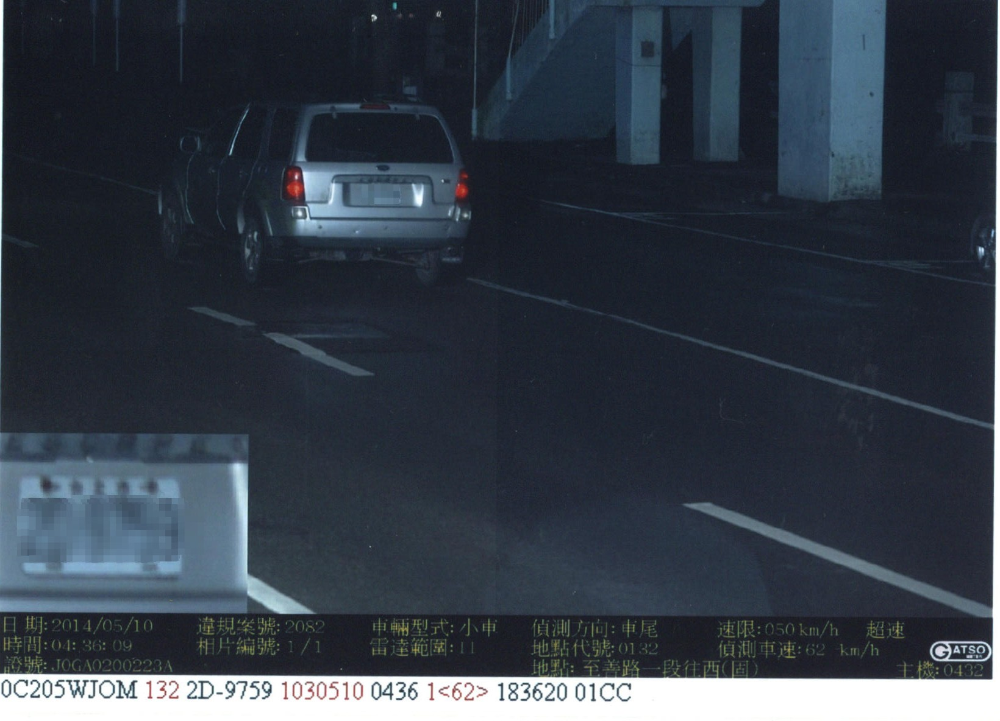 日 期:2014/05/10 違規案號:2082 車輛型式:小車 偵測方向:車尾 速限:050 km/h 超速
時間:04:36:09 相片編號:1/1 雷達範圍:11 地點代號:0132 偵測車速:62 km/h
GATSO
METER
證號:J0GA0200223A 地點:至善路一段往西(固) 主機:0432
0C205WJOM 132 2D-9759 1030510 0436 1<62> 183620 01CC